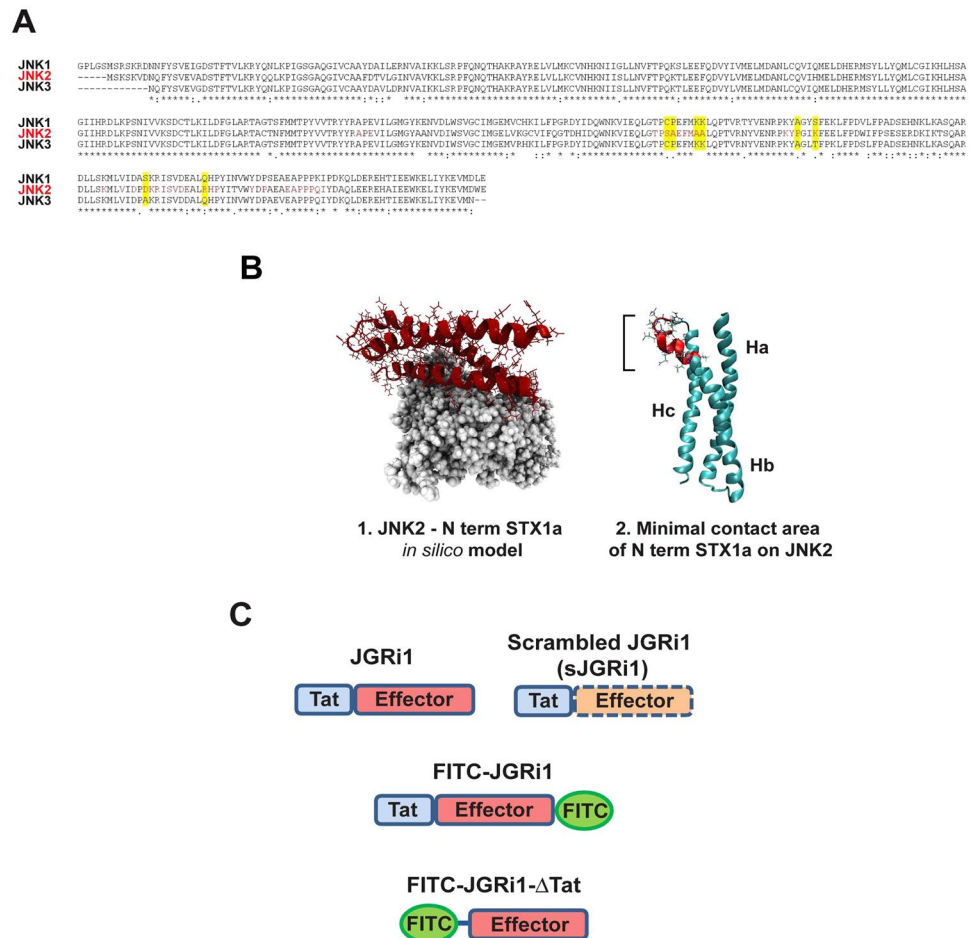 A
JNK1 GPLGSMSRSKRDNNFYSVEIGDSTFTVLKRYQNLKPIGSGAQGIVCAAYDAILERNVAIKKLSRPFQNQTHAKRAYRELVLMKCVNHKNIIGLLNVFTPQKSLEEFQDVYIVMELMDANLCQVIQMELDHERMSYLLYQMLCGIKHLHSA
JNK2 -----MSKSKVDNQFYSVEVADSTFTVLKRYQQLKPIGSGAQGIVCAAFDTVLGINVAVKKLSRPFQNQTHAKRAYRELVLLKCVNHKNIISLLNVFTPQKTLEEFQDVYLVMELMDANLCQVIHMELDHERMSYLLYQMLCGIKHLHSA
JNK3 ------------NQFYSVEVGDSTFTVLKRYQNLKPIGSGAQGIVCAAYDAVLDRNVAIKKLSRPFQNQTHAKRAYRELVLMKCVNHKNIISLLNVFTPQKTLEEFQDVYLVMELMDANLCQVIQMELDHERMSYLLYQMLCGIKHLHSA
JNK1 GIIHRDLKPSNIVVKSDCTLKILDFGLARTAGTSFMMTPYVVTRYYRAPEVILGMGYKENVDLWSVGCIMGEMVCHKILFPGRDYIDQWNKVIEQLGTPCPEFMKKLQPTVRTYVENRPKYAGYSFEKLFPDVLFPADSEHNKLKASQAR
JNK2 GIIHRDLKPSNIVVKSDCTLKILDFGLARTACTNFMMTPYVVTRYYRAPEVILGMGYAANVDIWSVGCIMGELVKGCVIFQGTDHIDQWNKVIEQLGTPSAEFMAALQPTVRNYVENRPKYPGIKFEELFPDWIFPSESERDKIKTSQAR
JNK3 GIIHRDLKPSNIVVKSDCTLKILDFGLARTAGTSFMMTPYVVTRYYRAPEVILGMGYKENVDIWSVGCIMGEMVRHKILFPGRDYIDQWNKVIEQLGTPCPEFMKKLQPTVRNYVENRPKYAGLTFPKLFPDSLFPADSEHNKLKASQAR
JNK1 DLLSKMLVIDASKRISVDEALQHPYINVWYDPSEAEAPPPKIPDKQLDEREHTIEEWKELIYKEVMDLE
JNK2 DLLSKMLVIDPDKRISVDEALRHPYITVWYDPAEAEAPPPQIYDAQLEEREHAIEEWKELIYKEVMDWE
JNK3 DLLSKMLVIDPAKRISVDDALQHPYINVWYDPAEVEAPPPQIYDKQLDEREHTIEEWKELIYKEVMN--
B
Ha
Hc
Hb
1. JNK2 - N term STX1a
in silico model
2. Minimal contact area
of N term STX1a on JNK2
C
JGRi1
Tat Effector
Scrambled JGRi1
(sJGRi1)
Tat Effector
FITC-JGRi1
Tat Effector FITC
FITC-JGRi1-ΔTat
FITC Effector